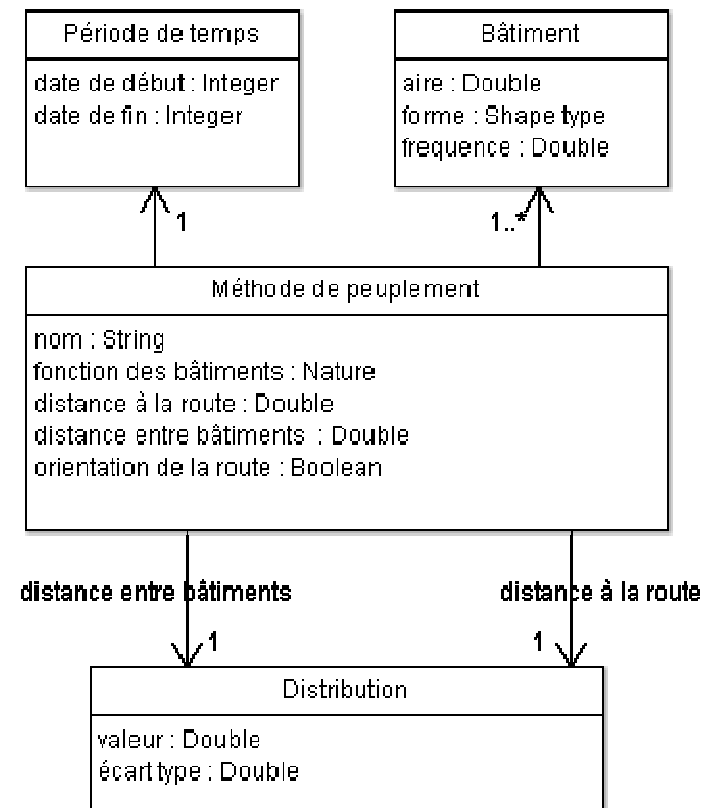 Période de temps
date de début : Integer
date de fin : Integer
Bâtiment
aire : Double
forme : Shape type
frequence : Double
1
1..*
Méthode de peuplement
nom : String
fonction des bâtiments : Nature
distance à la route : Double
distance entre bâtiments : Double
orientation de la route : Boolean
distance entre bâtiments
distance à la route
1
1
Distribution
valeur : Double
écart type : Double